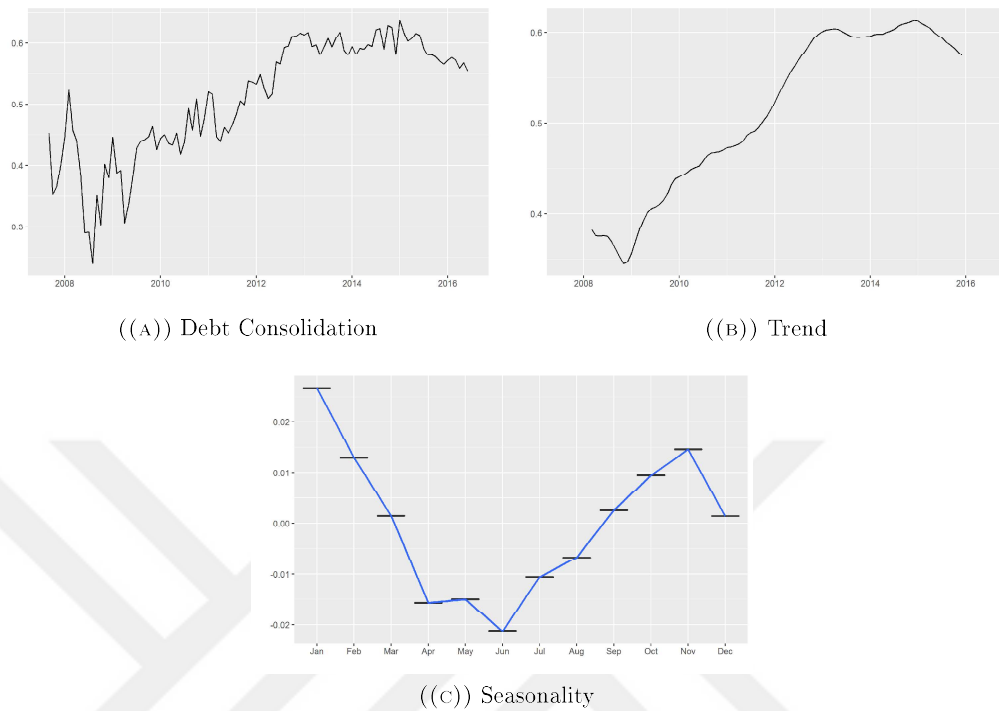 0.6
0.5
0.4
0.3
2008 2010 2012 2014 2016
((A)) Debt Consolidation
0.6
0.5
0.4
2008 2010 2012 2014 2016
((B)) Trend
0.02
0.01
0.00
-0.01
-0.02
Jan Feb Mar Apr May Jun Jul Aug Sep Oct Nov Dec
((C)) Seasonality